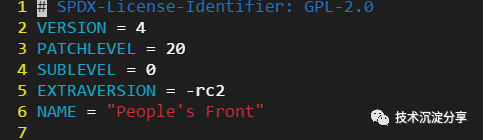 1 # SPDX-License-Identifier: GPL-2.0
2 VERSION = 4
3 PATCHLEVEL = 20
4 SUBLEVEL = 0
5 EXTRAVERSION = -rc2
6 NAME = "People's Front"
7
技术沉淀分享